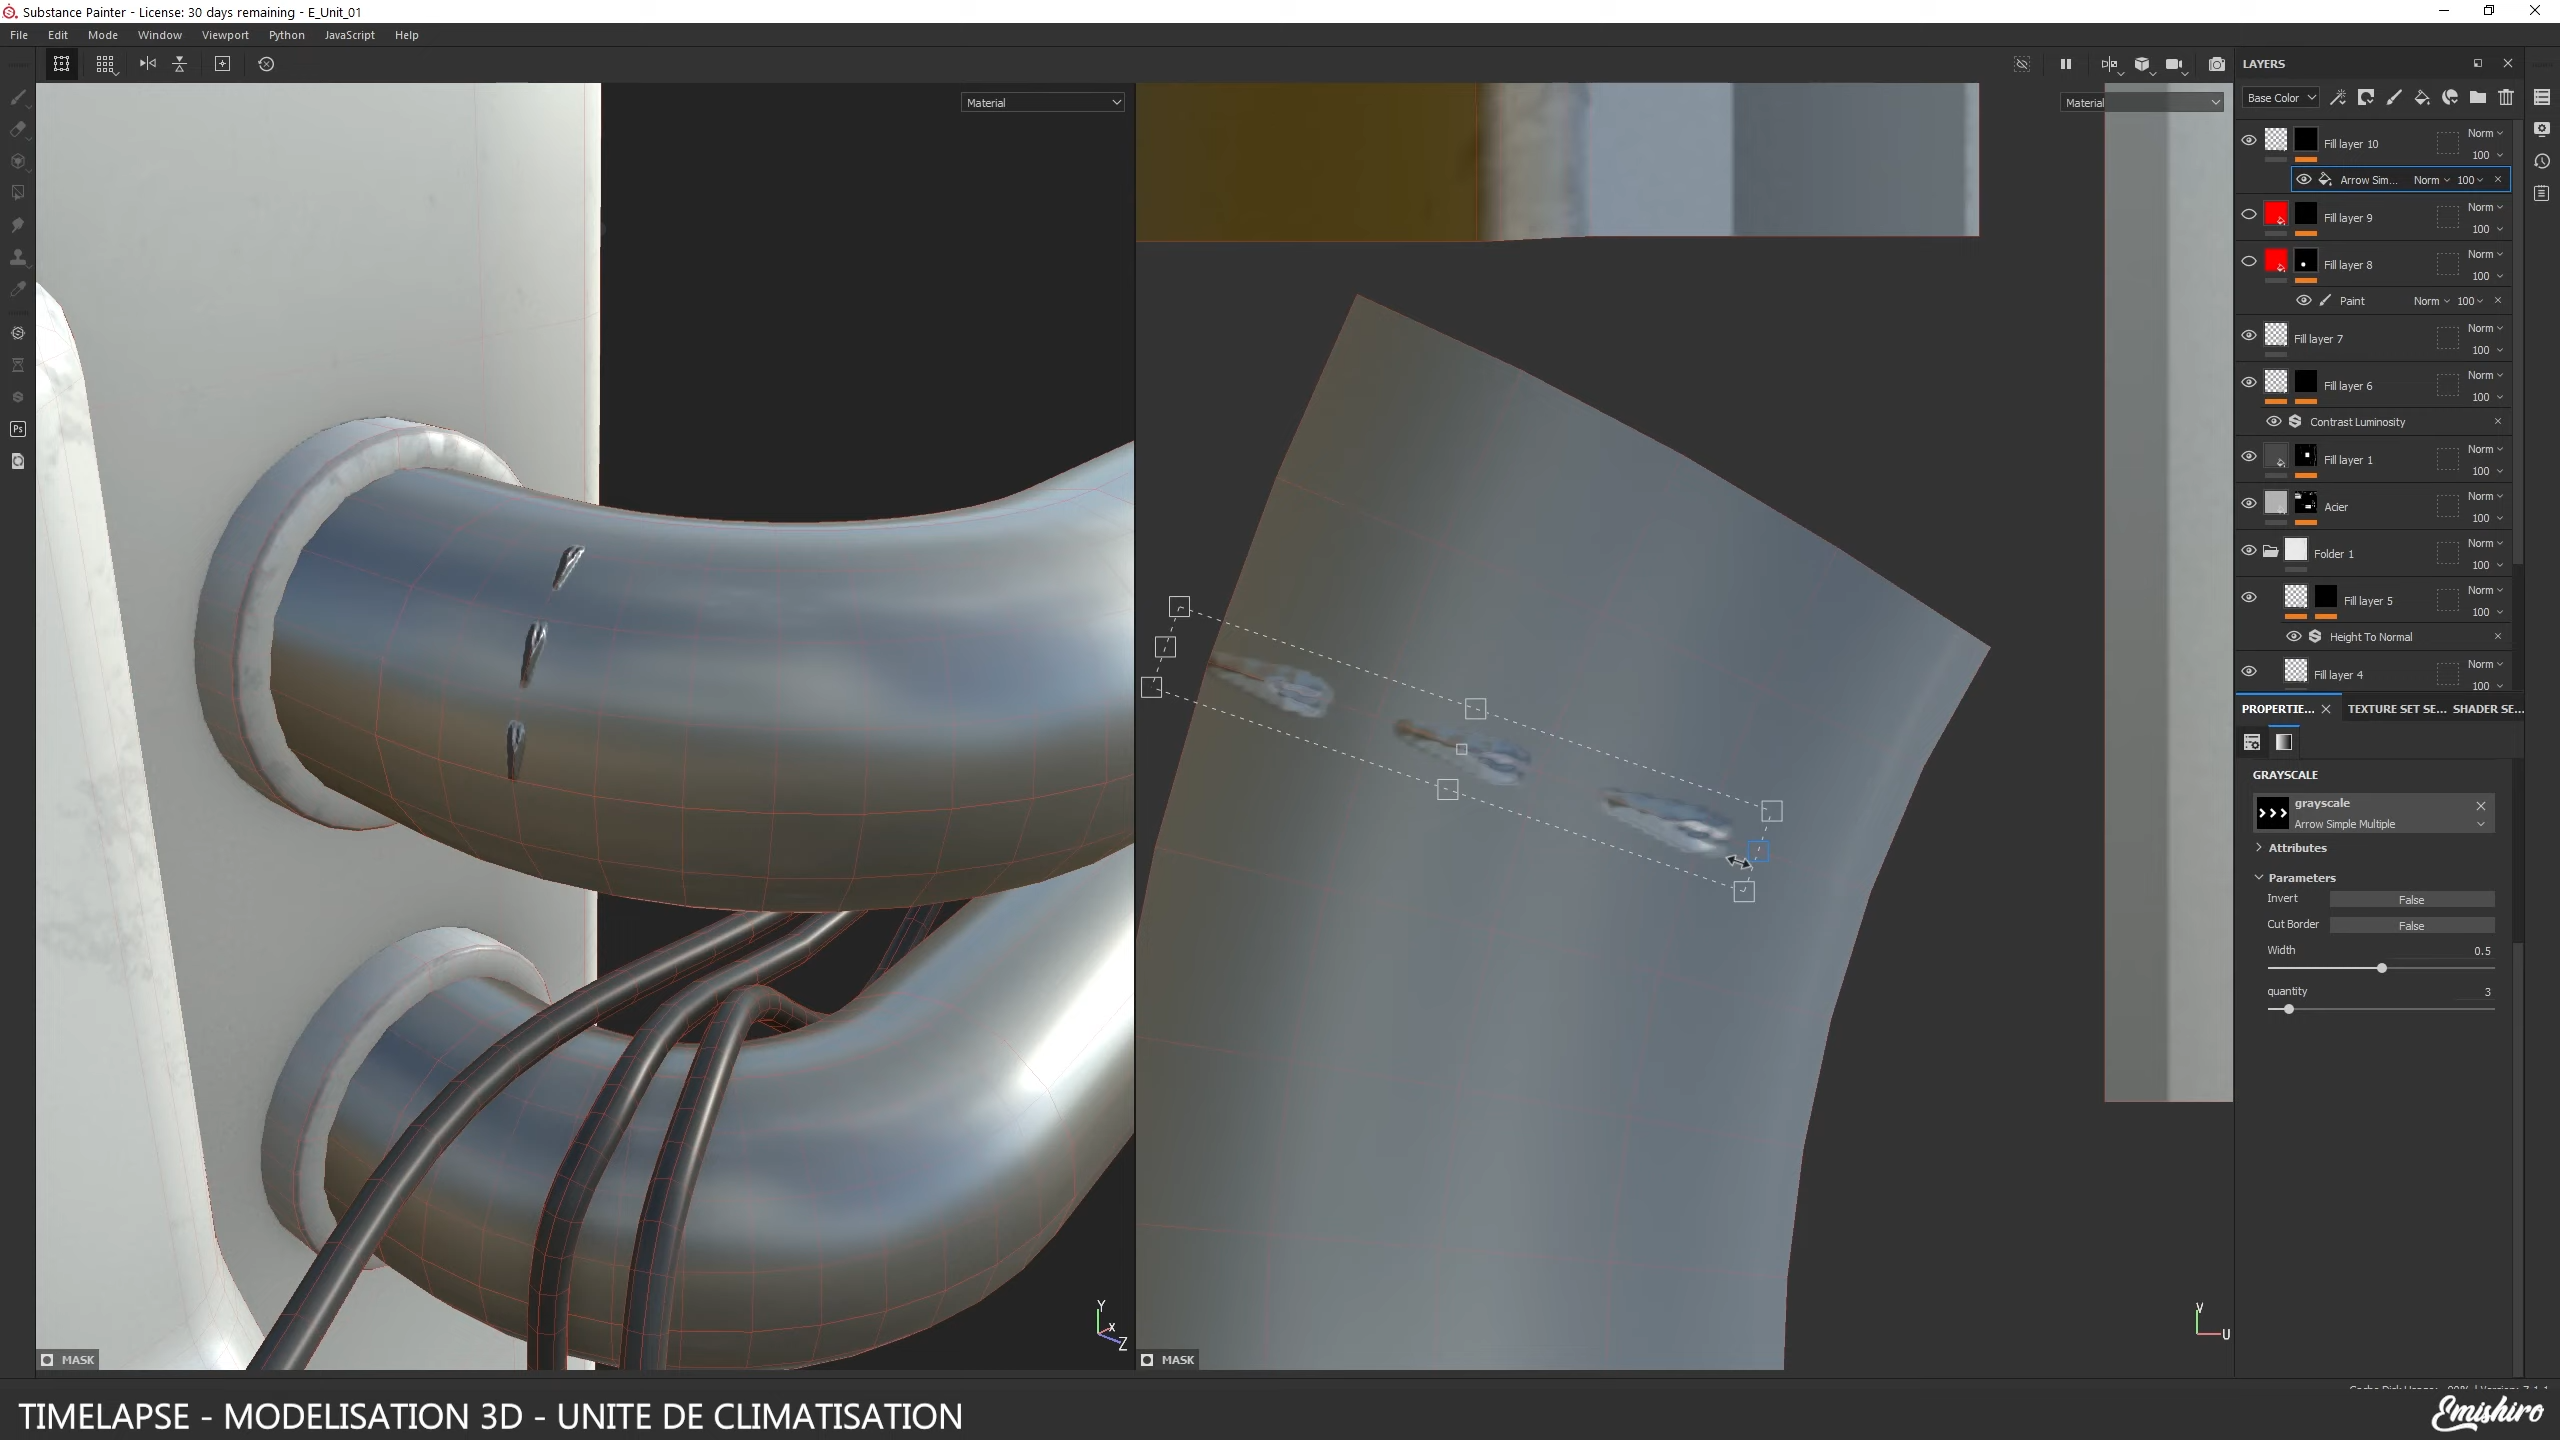 Substance Painter - License: 30 days remaining - E_Unit_01
File Edit Mode Window Viewport Python JavaScript Help
Material
Material
LAYERS
Base Color
Norm
Fill layer 10
100
Arrow Sim... Norm 100
Norm
Fill layer 9
100
Norm
Fill layer 8
100
Paint Norm 100
Norm
Fill layer 7
100
Norm
Fill layer 6
100
Contrast Luminosity
Norm
Fill layer 1
100
Norm
Acier
100
Norm
Folder 1
100
Norm
Fill layer 5
100
Height To Normal
Norm
Fill layer 4
100
PROPERTIE... TEXTURE SET SE... SHADER SE...
GRAYSCALE
grayscale
Arrow Simple Multiple
Attributes
Parameters
Invert False
Cut Border False
Width 0.5
quantity 3
Ps
Y
X
Z
V
U
MASK
MASK
TIMELAPSE - MODELISATION 3D - UNITE DE CLIMATISATION
Emishiro